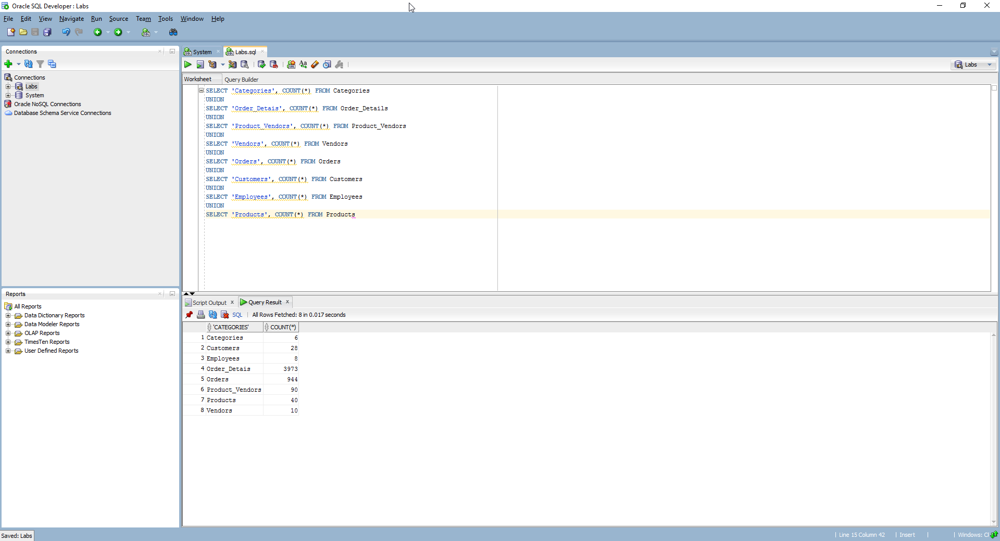 Oracle SQL Developer : Labs
File Edit View Navigate Run Source Team Tools Window Help
Connections
Connections
Labs
System
Oracle NoSQL Connections
Database Schema Service Connections
Reports
All Reports
Data Dictionary Reports
Data Modeler Reports
OLAP Reports
TimesTen Reports
User Defined Reports
System Labs.sql
Labs
Worksheet Query Builder
SELECT 'Categories', COUNT(*) FROM Categories
UNION
SELECT 'Order_Detais', COUNT(*) FROM Order_Details
UNION
SELECT 'Product_Vendors', COUNT(*) FROM Product_Vendors
UNION
SELECT 'Vendors', COUNT(*) FROM Vendors
UNION
SELECT 'Orders', COUNT(*) FROM Orders
UNION
SELECT 'Customers', COUNT(*) FROM Customers
UNION
SELECT 'Employees', COUNT(*) FROM Employees
UNION
SELECT 'Products', COUNT(*) FROM Products
Script Output Query Result
SQL All Rows Fetched: 8 in 0.017 seconds
'CATEGORIES' COUNT(*)
1 Categories 6
2 Customers 28
3 Employees 8
4 Order_Detais 3973
5 Orders 944
6 Product_Vendors 90
7 Products 40
8 Vendors 10
Saved: Labs
Line 15 Column 42 Insert Windows: